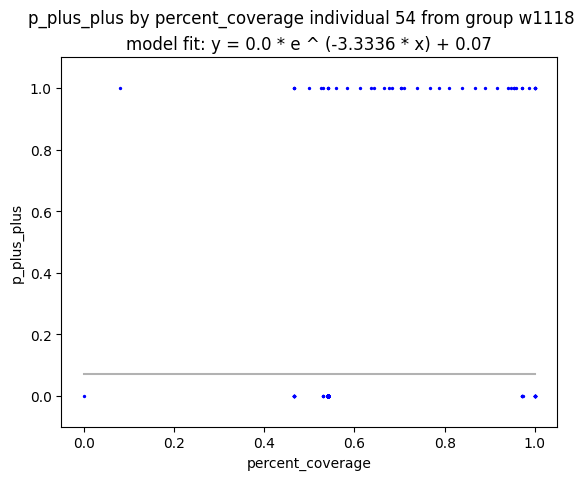 p_plus_plus by percent_coverage individual 54 from group w1118
model fit: y = 0.0 * e ^ (-3.3336 * x) + 0.07
1.0
0.8
0.6
0.4
0.2
0.0
p_plus_plus
0.0 0.2 0.4 0.6 0.8 1.0
percent_coverage